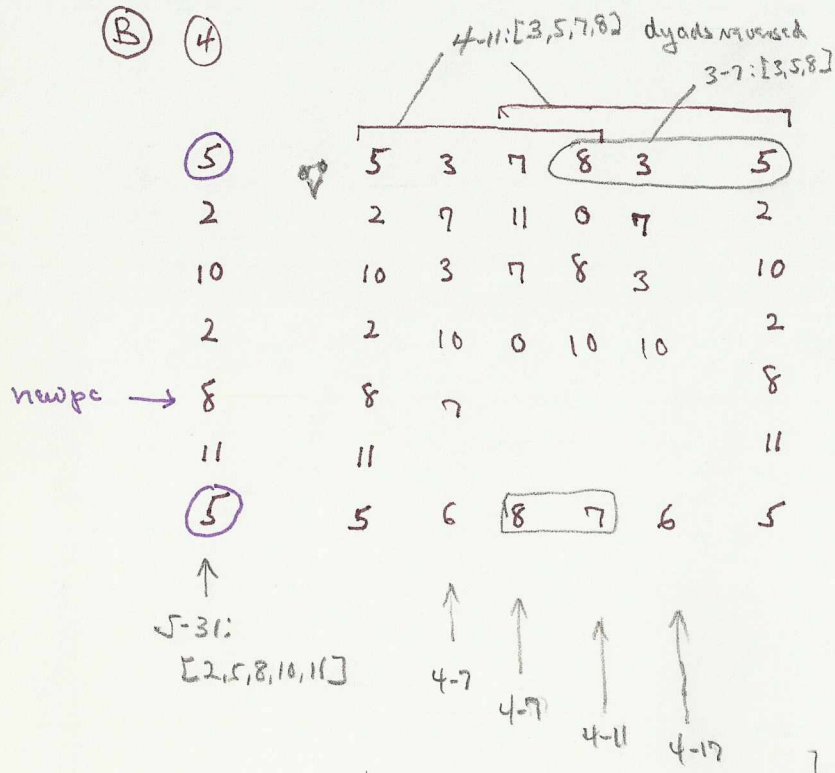 B 4
4-11:[3,5,7,8] dyads reversed
3-7:[3,5,8]
5 5 3 7 8 3 5
2 2 7 11 0 7 2
10 10 3 7 8 3 10
2 2 10 0 10 10 2
new pc → 8 8 7 8
11 11 11
5 5 6 8 7 6 5
5-31:
[2,5,8,10,11]
4-7
4-7
4-11
4-17